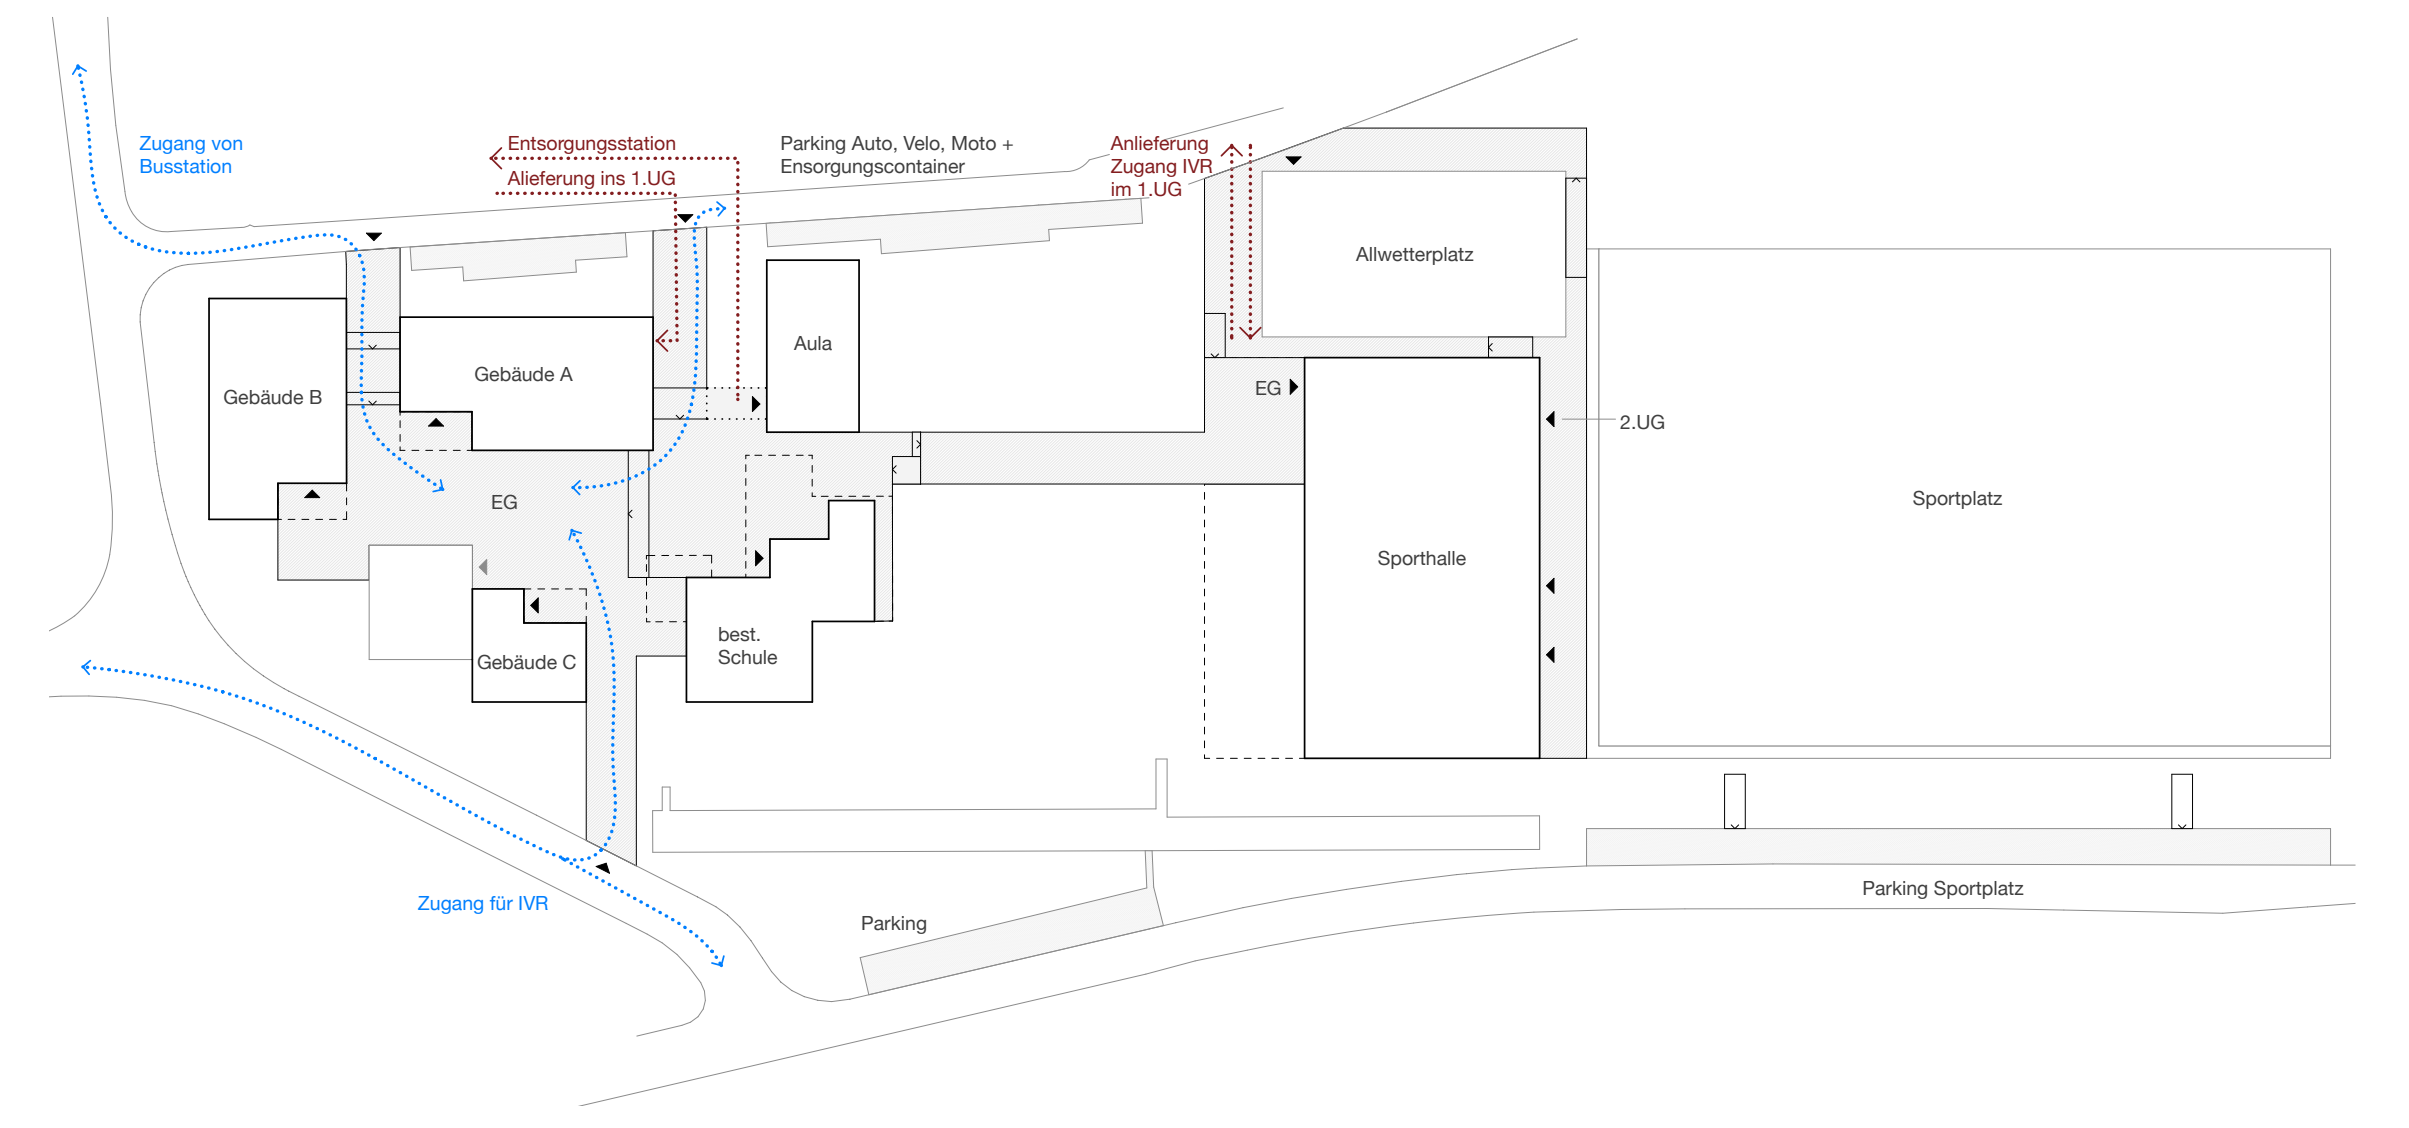 Zugang von
Busstation
Entsorgungsstation
Alieferung ins 1.UG
Parking Auto, Velo, Moto +
Ensorgungscontainer
Anlieferung
Zugang IVR
im 1.UG
Allwetterplatz
Aula
Gebäude A
Gebäude B
EG
2.UG
EG
Sportplatz
Sporthalle
best.
Schule
Gebäude C
Parking Sportplatz
Zugang für IVR
Parking